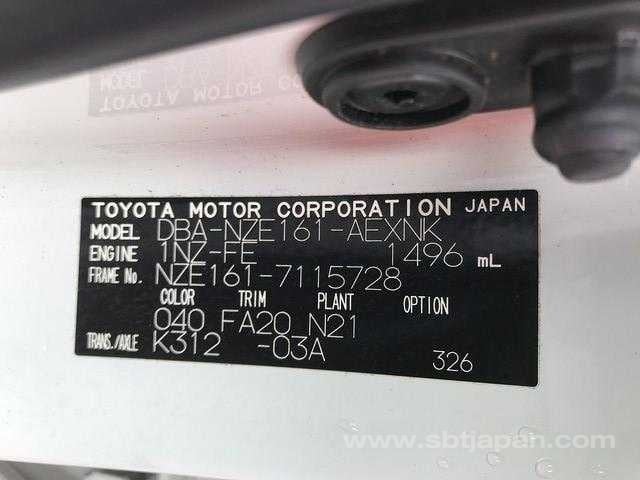 TOYOTA MOTOR CORPORATION JAPAN
MODEL DBA-NZE161-AEXNK
ENGINE 1NZ-FE 1496 mL
FRAME No. NZE161-7115728
COLOR TRIM PLANT OPTION
040 FA20 N21
TRANS./AXLE K312 -03A
326
www.sbtjapan.com